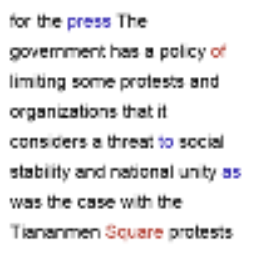 for the press The
government has a policy of
limiting some protests and
organizations that it
considers a threat to social
stability and national unity as
was the case with the
Tiananmen Square protests